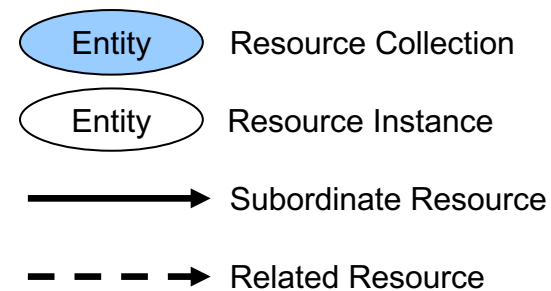 Entity Resource Collection
Entity Resource Instance
Subordinate Resource
Related Resource